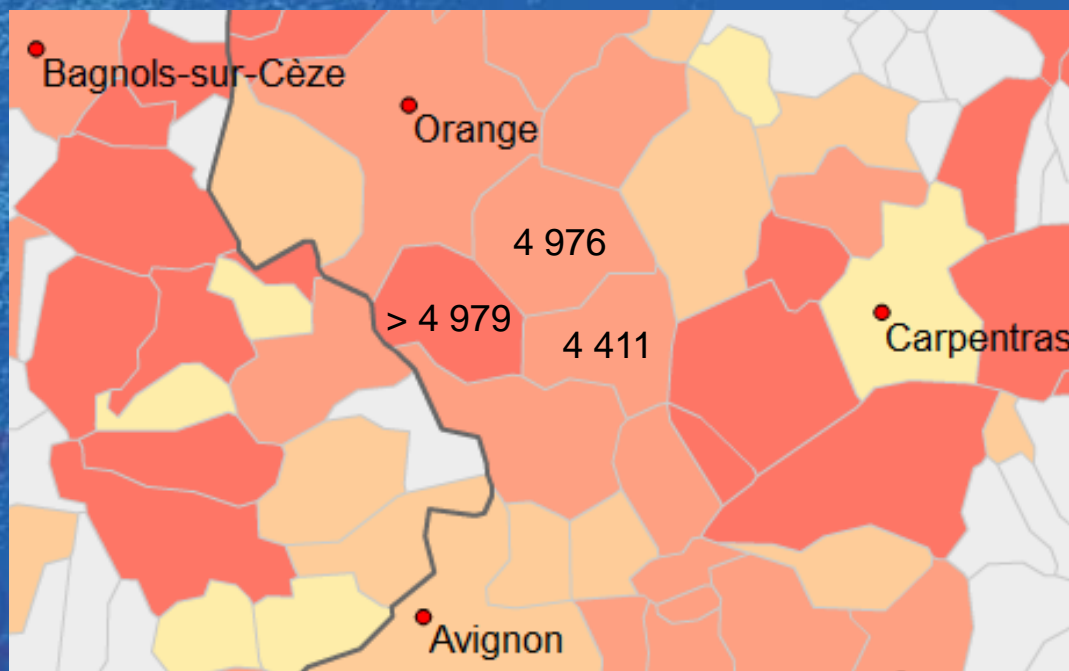 Bagnols-sur-Cèze
Orange
4 976
> 4 979
4 411
Carpentras
Avignon